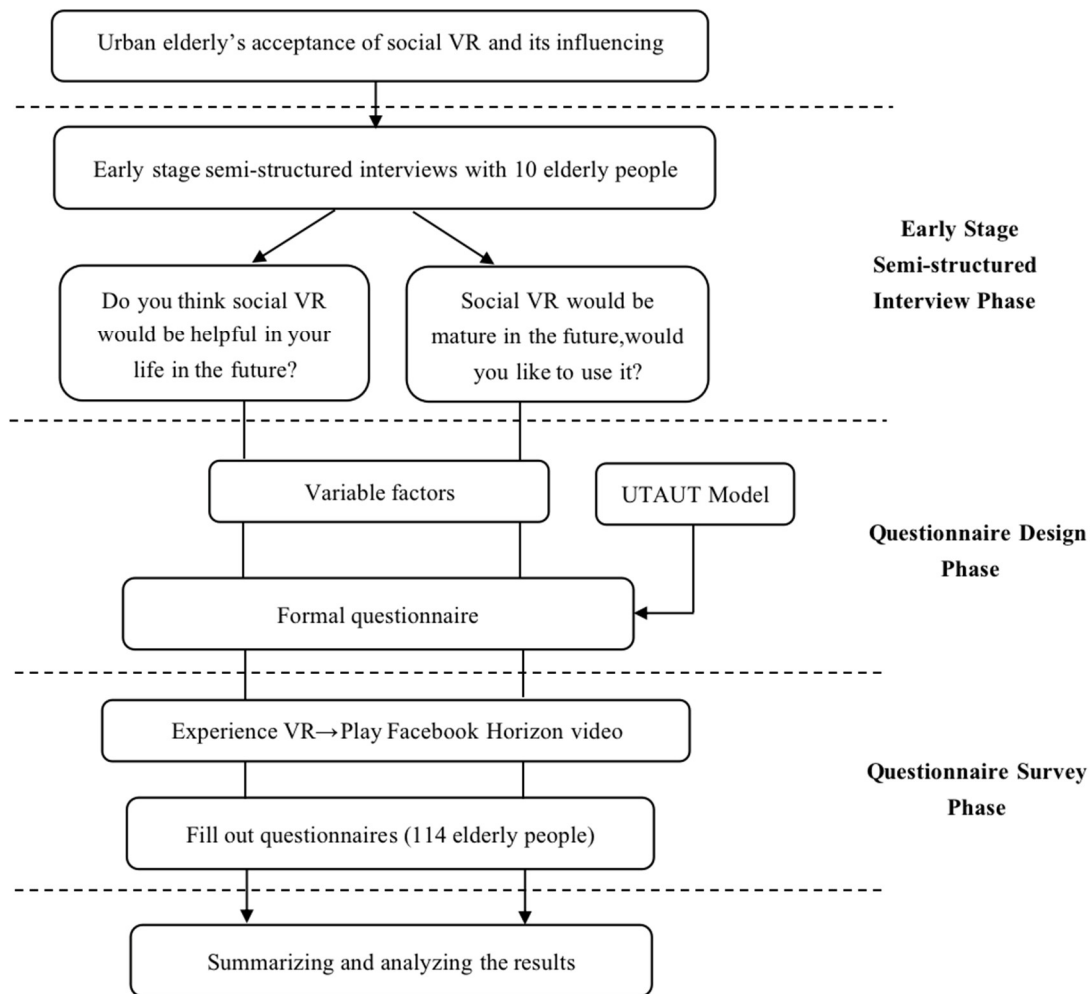 Urban elderly’s acceptance of social VR and its influencing
Early stage semi-structured interviews with 10 elderly people
Early Stage
Semi-structured
Interview Phase
Do you think social VR
would be helpful in your
life in the future?
Social VR would be
mature in the future,would
you like to use it?
Variable factors
UTAUT Model
Questionnaire Design
Phase
Formal questionnaire
Experience VR→Play Facebook Horizon video
Questionnaire Survey
Phase
Fill out questionnaires (114 elderly people)
Summarizing and analyzing the results